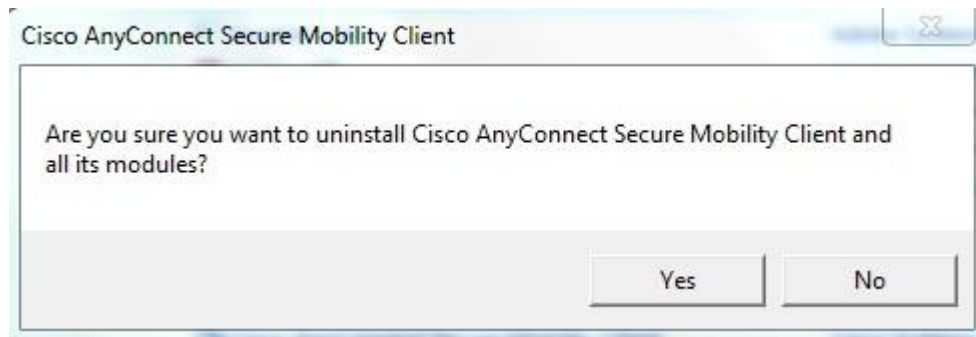 Cisco AnyConnect Secure Mobility Client
Are you sure you want to uninstall Cisco AnyConnect Secure Mobility Client and
all its modules?
Yes
No